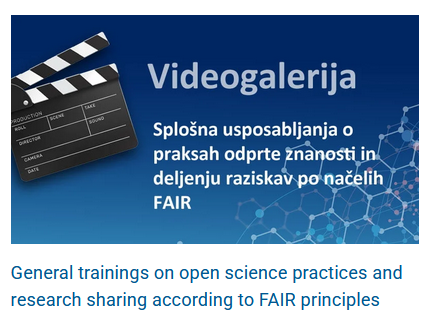 PRODUCTION
ROLL SCENE TAKE
SOUND
DIRECTOR
CAMERA
DATE
Videogalerija
Splošna usposabljanja o
praksah odprte znanosti in
deljenju raziskav po načelih
FAIR
General trainings on open science practices and
research sharing according to FAIR principles